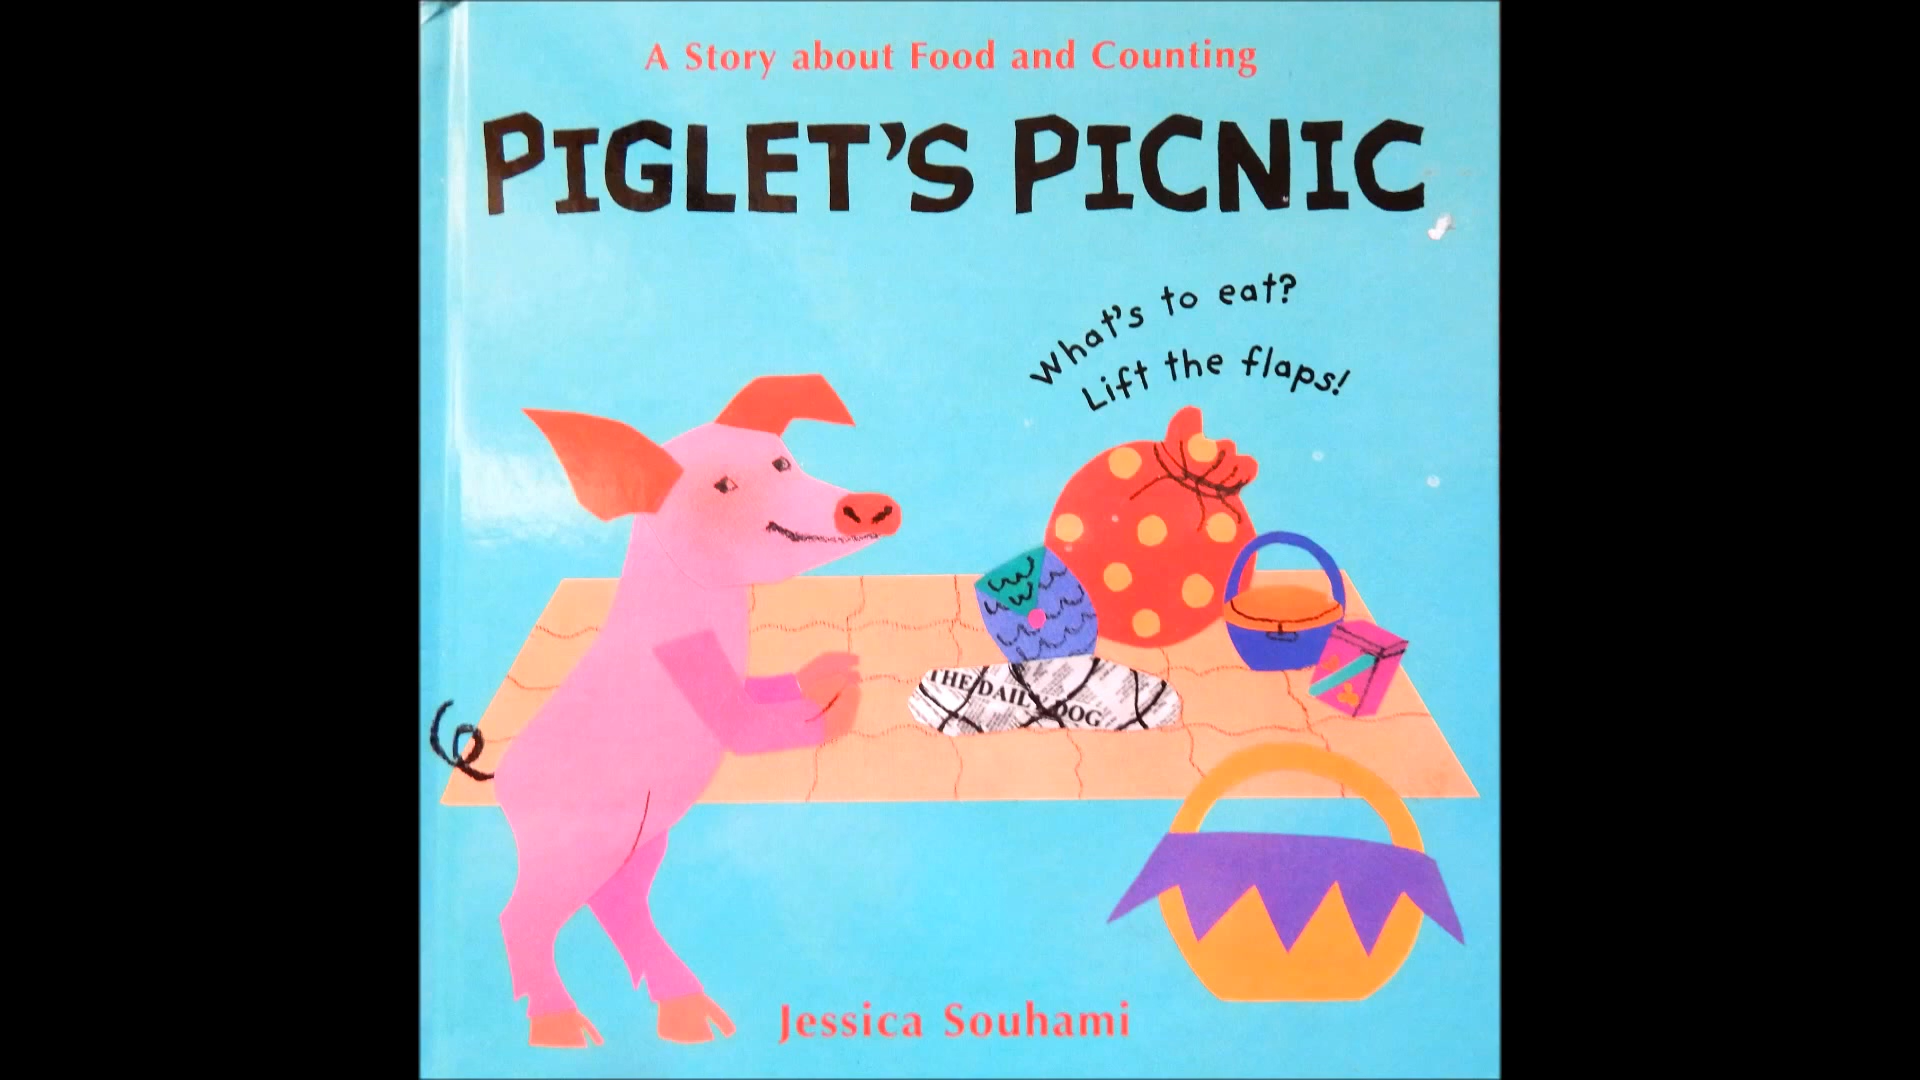 A Story about Food and Counting
PIGLET'S PICNIC
What's to eat?
Lift the flaps!
THE DAILY DOG
Jessica Souhami